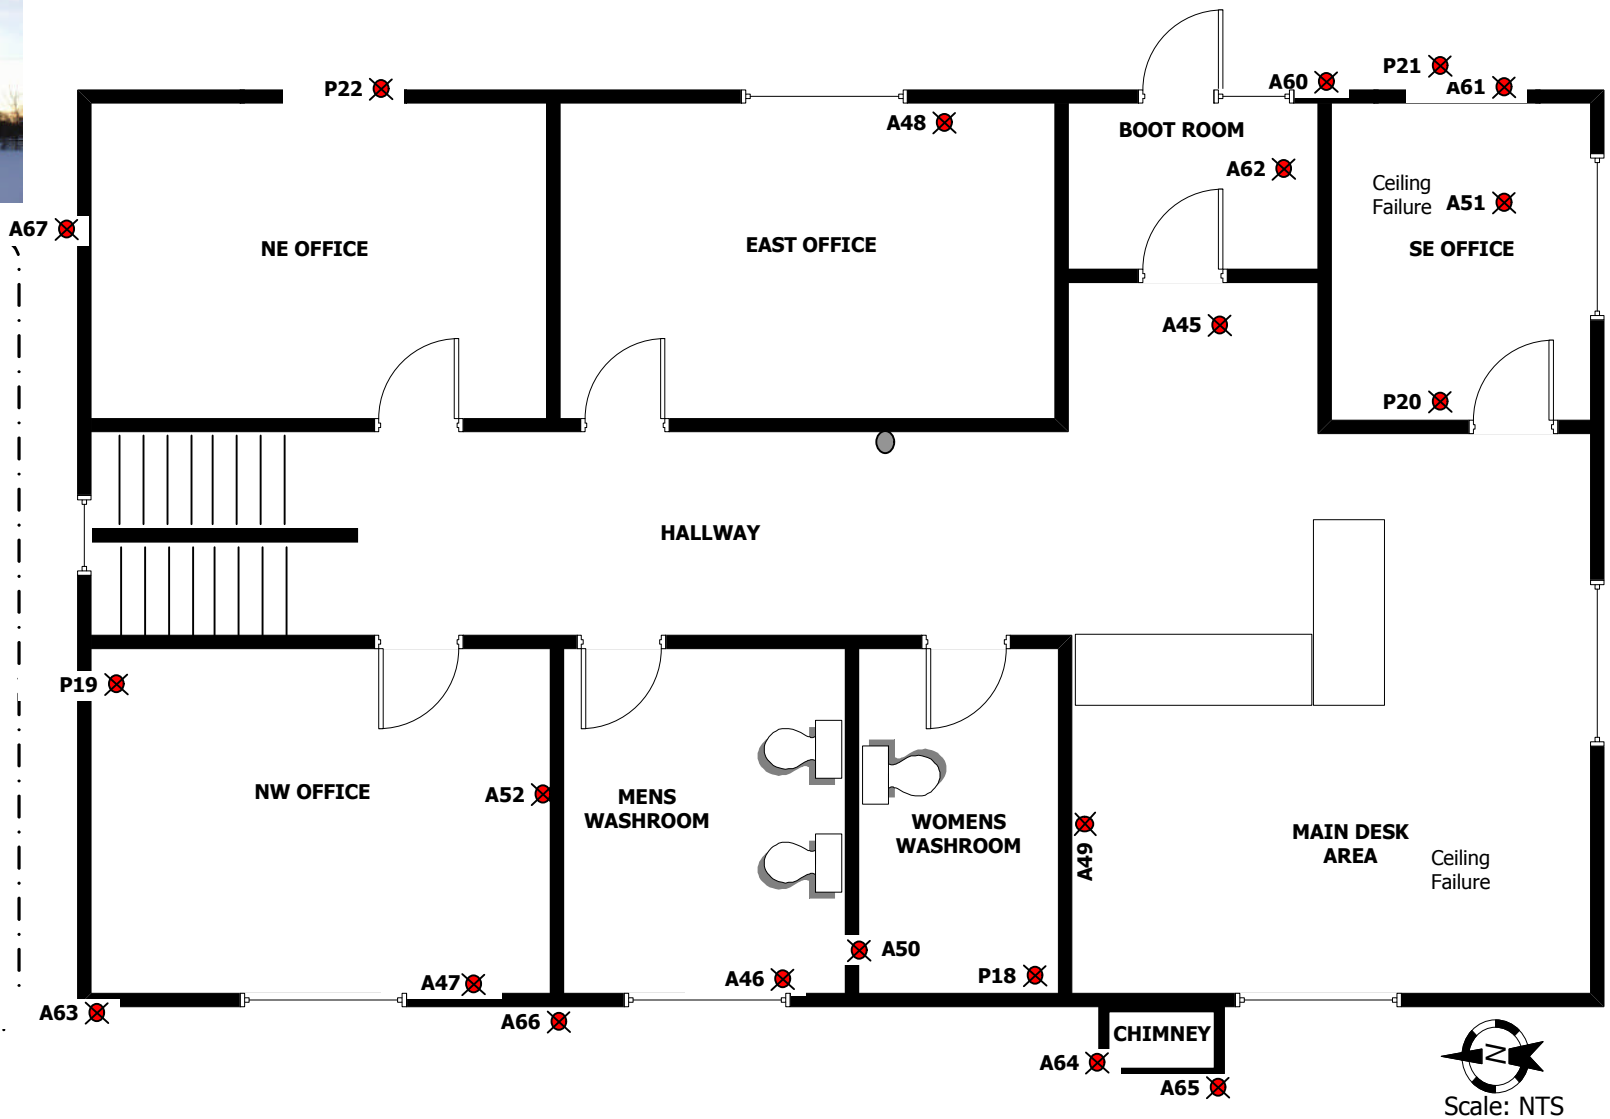 P22
A60
P21
A61
A48
BOOT ROOM
A62
Ceiling
Failure
A51
A67
NE OFFICE
EAST OFFICE
SE OFFICE
A45
P20
HALLWAY
P19
NW OFFICE
A52
MENS
WASHROOM
WOMENS
WASHROOM
A49
MAIN DESK
AREA
Ceiling
Failure
A50
A47
A46
P18
A63
A66
CHIMNEY
A64
A65
N
Scale: NTS